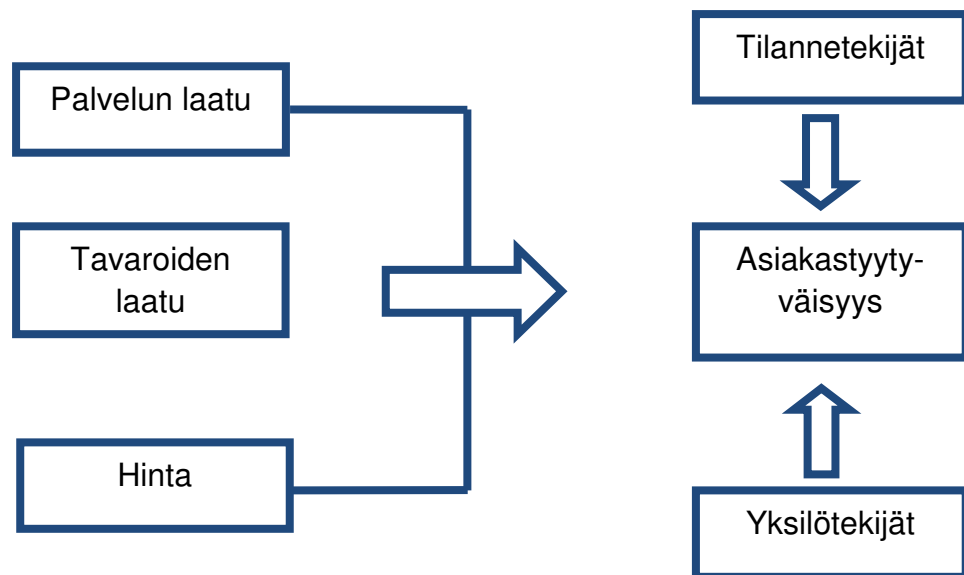 Palvelun laatu
Tavaroiden
laatu
Hinta
Tilannetekijät
Asiakastyyty-
väisyys
Yksilötekijät